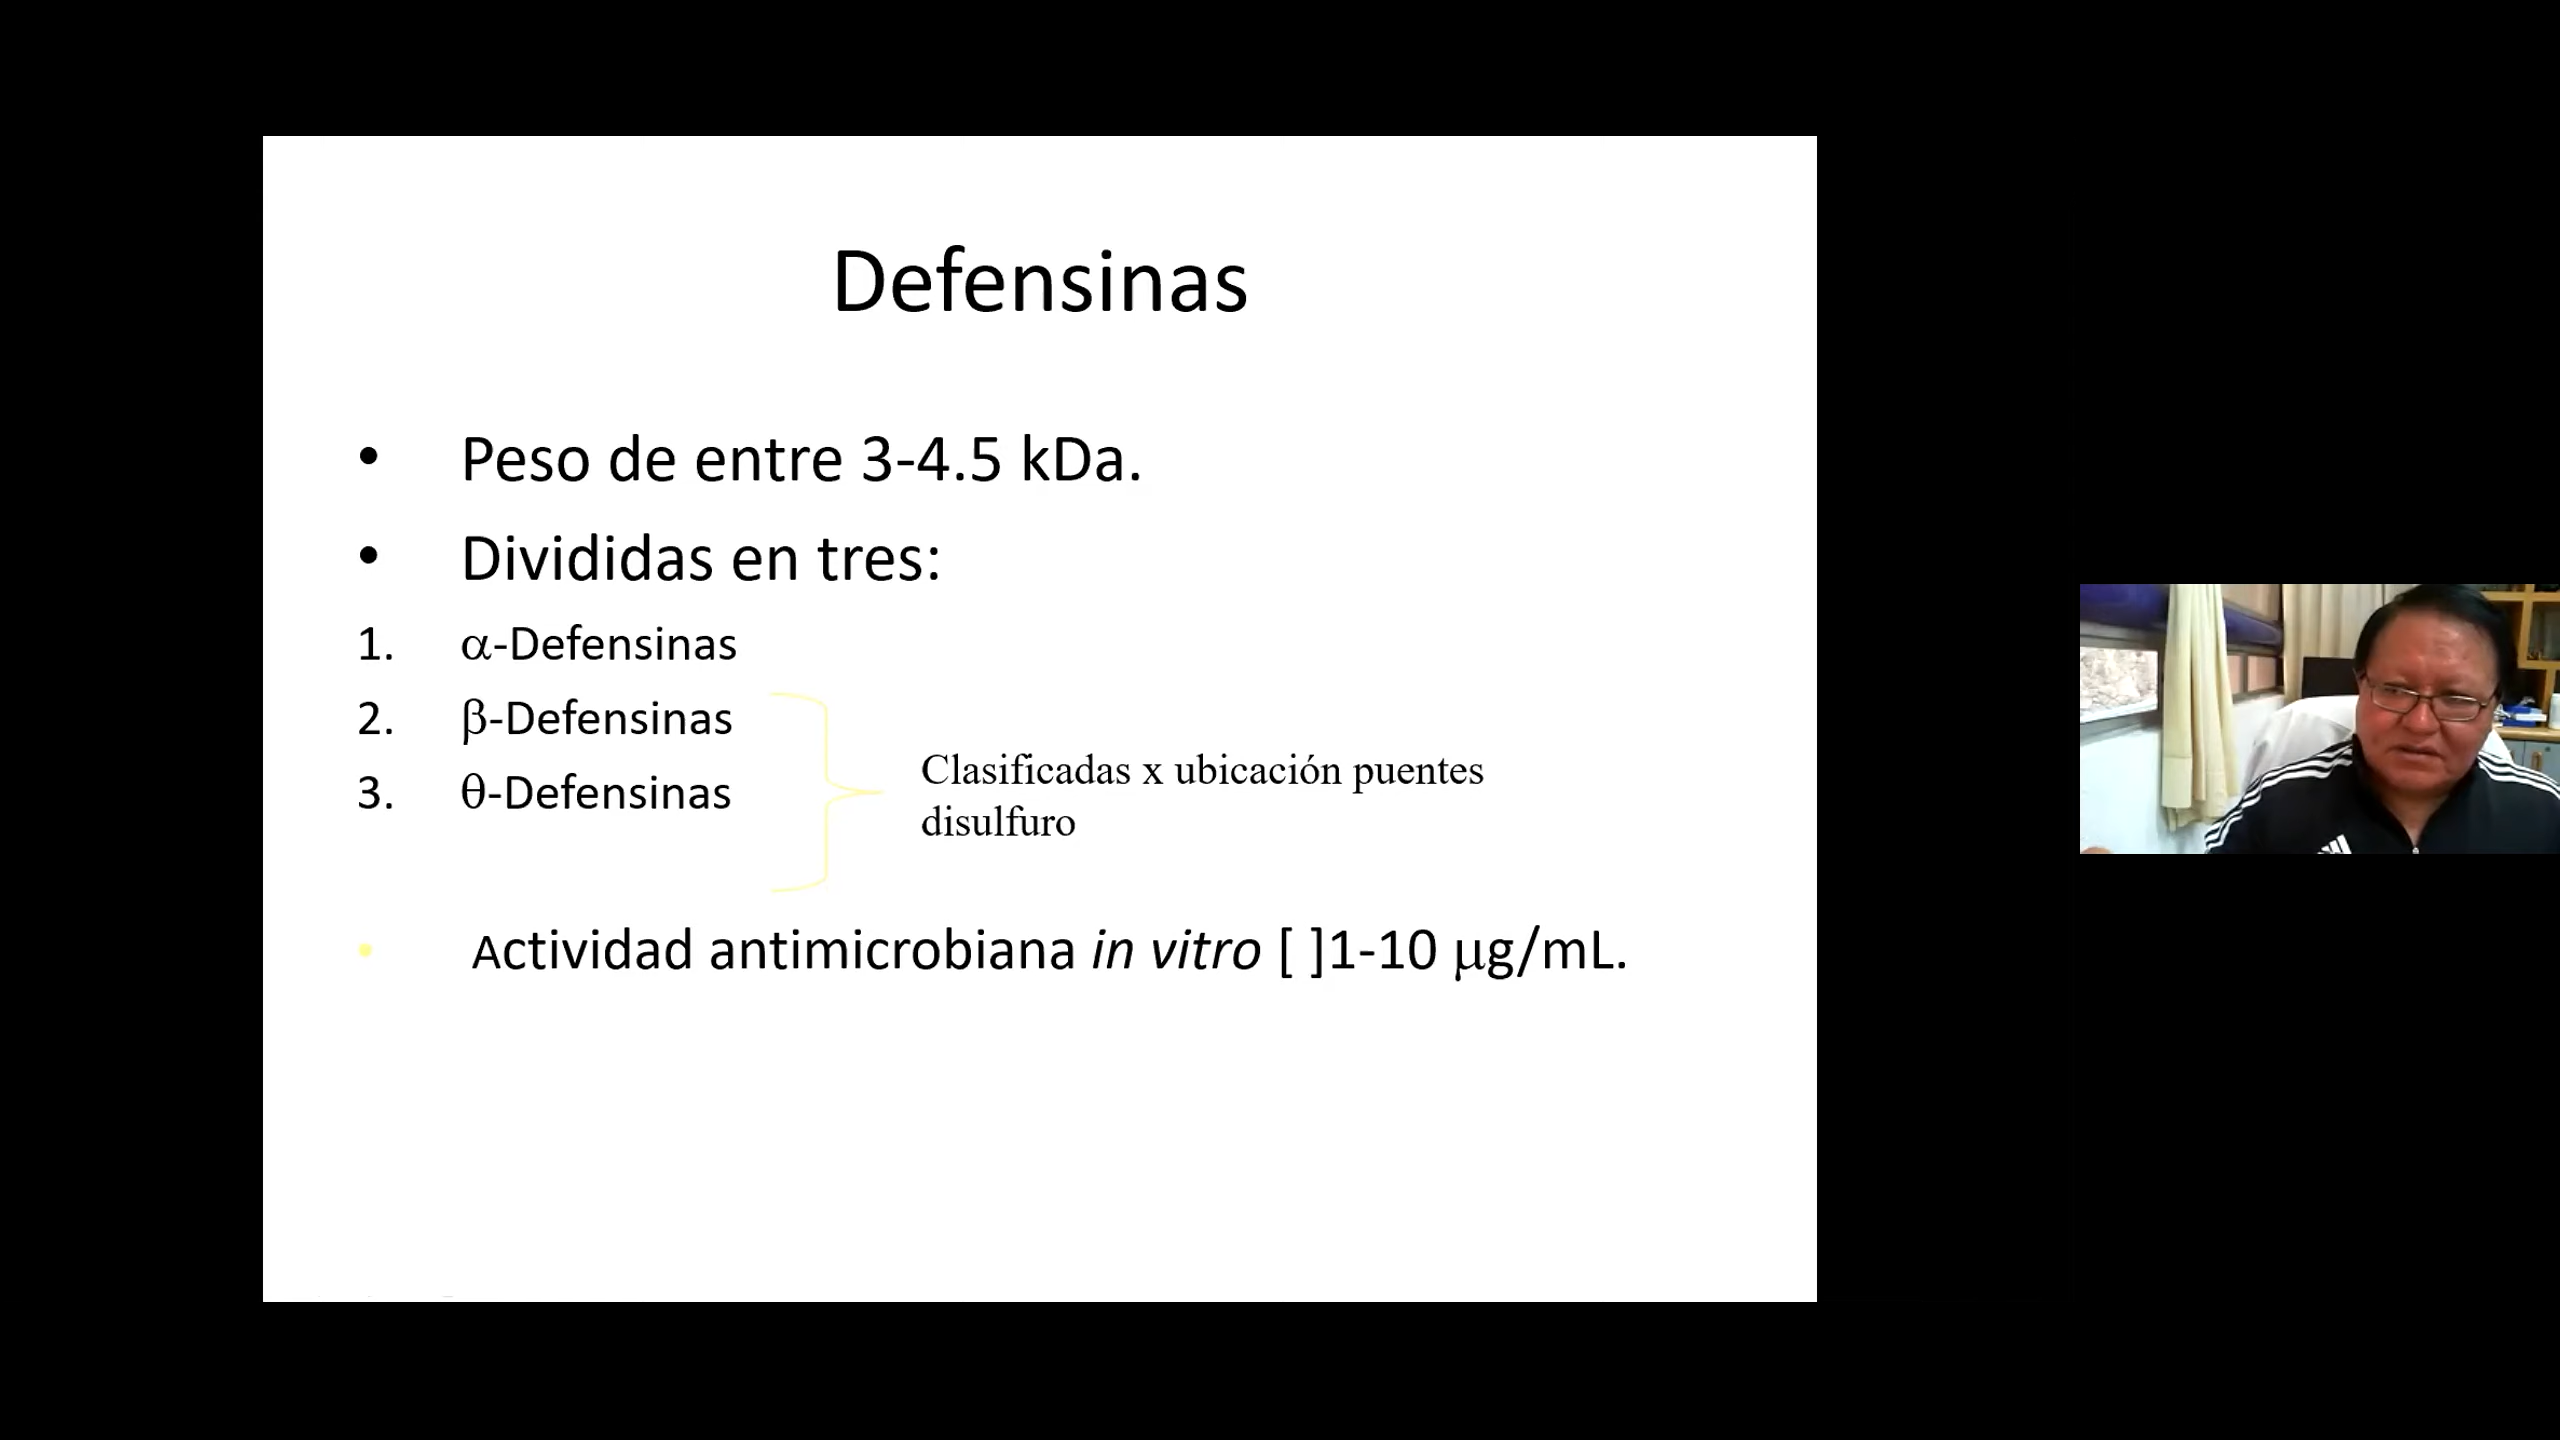 Defensinas
• Peso de entre 3-4.5 kDa.
• Divididas en tres:
1. α-Defensinas
2. β-Defensinas
3. θ-Defensinas
Clasificadas x ubicación puentes
disulfuro
• Actividad antimicrobiana in vitro [ ]1-10 μg/mL.